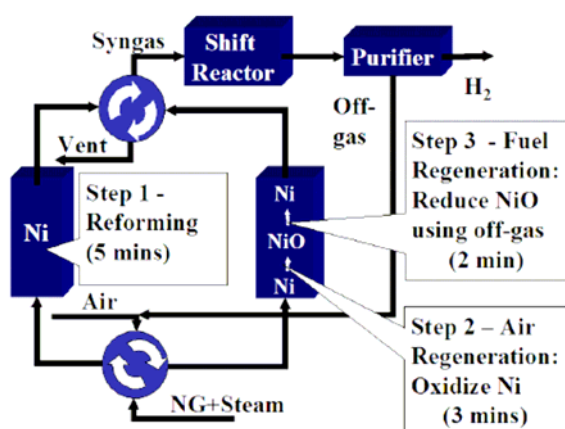 Syngas
Shift
Reactor
Purifier
H2
Off-
gas
Vent
Step 1 -
Reforming
(5 mins)
Ni
Ni
NiO
Ni
Step 3 - Fuel
Regeneration:
Reduce NiO
using off-gas
(2 min)
Air
Step 2 – Air
Regeneration:
Oxidize Ni
(3 mins)
NG+Steam